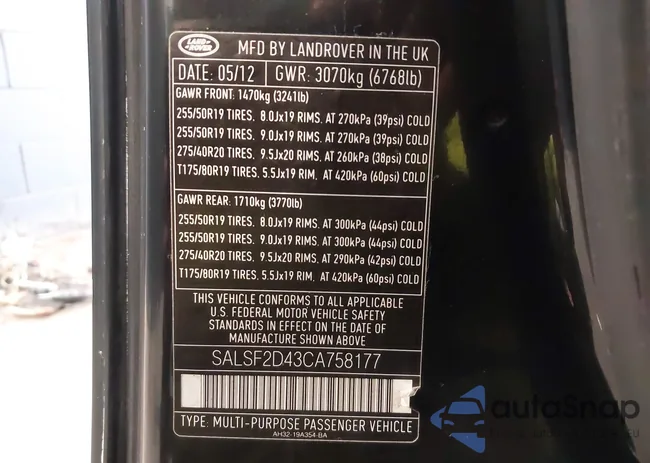 LAND ROVER
MFD BY LANDROVER IN THE UK
DATE: 05/12 GWR: 3070kg (6768lb)
GAWR FRONT: 1470kg (3241lb)
255/50R19 TIRES. 8.0Jx19 RIMS. AT 270kPa (39psi) COLD
255/50R19 TIRES. 9.0Jx19 RIMS. AT 270kPa (39psi) COLD
275/40R20 TIRES. 9.5Jx20 RIMS. AT 260kPa (38psi) COLD
T175/80R19 TIRES. 5.5Jx19 RIM, AT 420kPa (60psi) COLD
GAWR REAR: 1710kg (3770lb)
255/50R19 TIRES. 8.0Jx19 RIMS. AT 300kPa (44psi) COLD
255/50R19 TIRES. 9.0Jx19 RIMS. AT 300kPa (44psi) COLD
275/40R20 TIRES. 9.5Jx20 RIMS. AT 290kPa (42psi) COLD
T175/80R19 TIRES. 5.5Jx19 RIM, AT 420kPa (60psi) COLD
THIS VEHICLE CONFORMS TO ALL APPLICABLE
U.S. FEDERAL MOTOR VEHICLE SAFETY
STANDARDS IN EFFECT ON THE DATE OF
MANUFACTURE SHOWN ABOVE
SALSF2D43CA758177
TYPE: MULTI-PURPOSE PASSENGER VEHICLE
AH32-19A354-BA
autoSnap